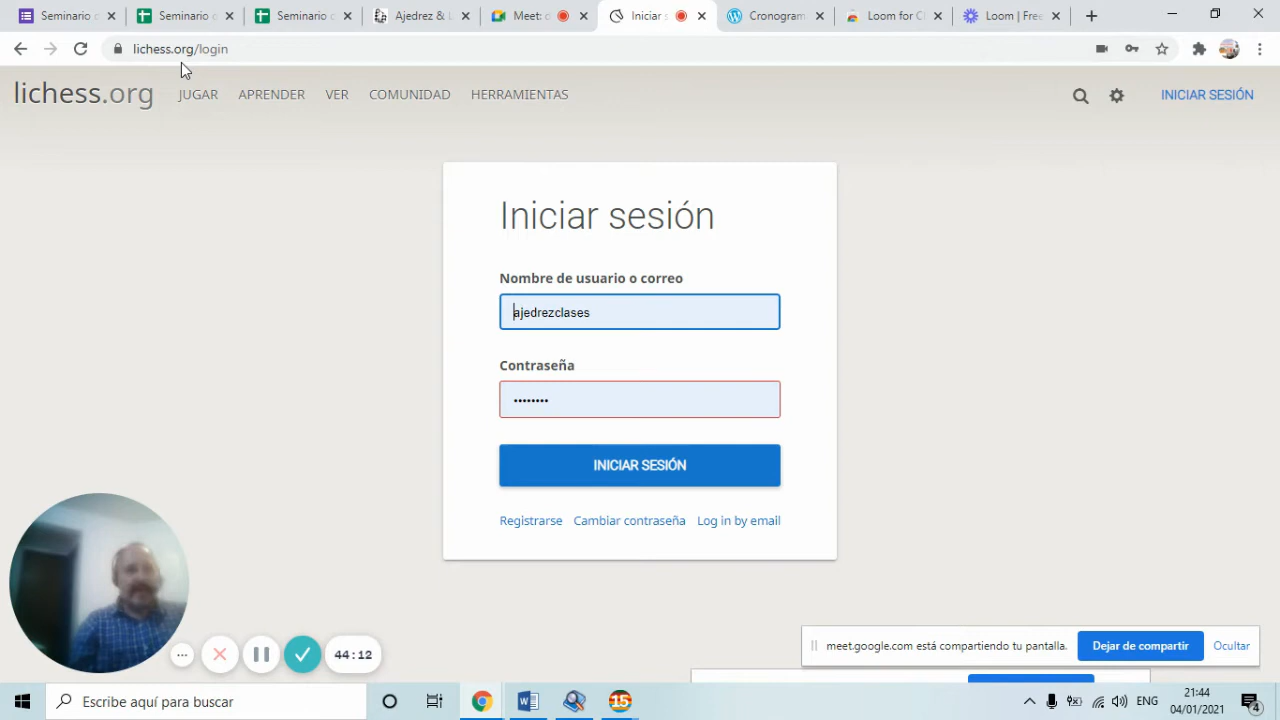 Seminario
Seminario d
Seminario c
Ajedrez & L
Meet: d
Iniciar s
Cronogram
Loom for C
Loom | Free
lichess.org/login
lichess.org
JUGAR
APRENDER
VER
COMUNIDAD
HERRAMIENTAS
INICIAR SESIÓN
Iniciar sesión
Nombre de usuario o correo
ajedrezclases
Contraseña
••••••••
INICIAR SESIÓN
Registrarse
Cambiar contraseña
Log in by email
44:12
meet.google.com está compartiendo tu pantalla.
Dejar de compartir
Ocultar
Escribe aquí para buscar
15
ENG
21:44
04/01/2021
4